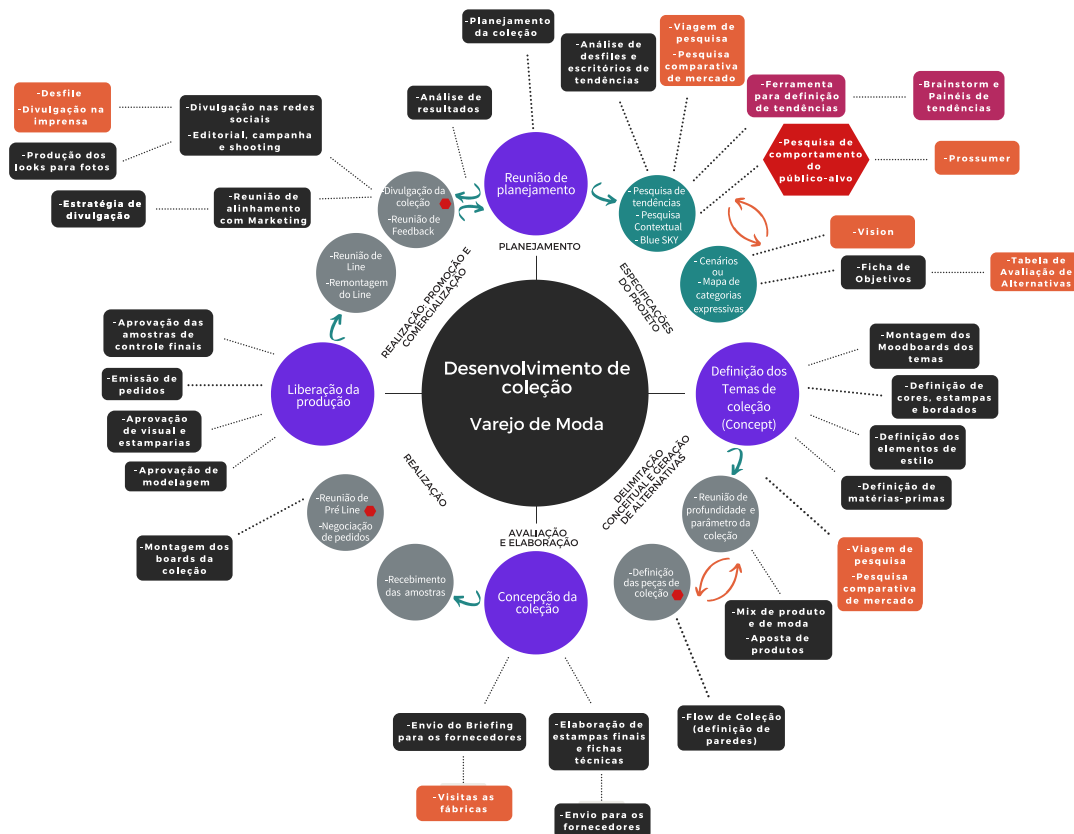 -Planejamento
da coleção
-Análise de
desfiles e
escritórios de
tendências
-Viagem de
pesquisa
-Pesquisa
comparativa
de mercado
-Ferramenta
para definição
de tendências
-Brainstorm e
Painéis de
tendências
-Pesquisa de
comportamento
do
público-alvo
-Prossumer
-Desfile
-Divulgação na
imprensa
-Divulgação nas redes
sociais
-Editorial, campanha
e shooting
-Análise de
resultados
-Produção dos
looks para fotos
-Estratégia de
divulgação
-Reunião de
alinhamento
com Marketing
-Divulgação da
coleção
-Reunião de
Feedback
Reunião de
planejamento
-Pesquisa de
tendências
- Pesquisa
Contextual
- Blue SKY
- Cenários
ou
- Mapa de
categorias
expressivas
-Vision
-Ficha de
Objetivos
-Tabela de
Avaliação de
Alternativas
PLANEJAMENTO
ESPECIFICAÇÕES
DO PROJETO
REALIZAÇÃO: PROMOÇÃO E
COMERCIALIZAÇÃO
-Reunião de
Line
-Remontagem
do Line
-Aprovação das
amostras de
controle finais
-Emissão de
pedidos
-Aprovação
de visual e
estamparias
-Aprovação de
modelagem
Liberação da
produção
Desenvolvimento de
coleção
Varejo de Moda
Definição dos
Temas de
coleção
(Concept)
-Montagem dos
Moodboards dos
temas
-Definição de
cores, estampas
e bordados
-Definição dos
elementos de
estilo
-Definição de
matérias-primas
REALIZAÇÃO
DELIMITAÇÃO
CONCEITUAL E GERAÇÃO
DE ALTERNATIVAS
AVALIAÇÃO
E ELABORAÇÃO
-Reunião de
Pré Line
-Negociação
de pedidos
-Montagem dos
boards da
coleção
-Recebimento
das amostras
Concepção da
coleção
-Reunião de
profundidade e
parâmetro da
coleção
-Definição
das peças de
coleção
-Viagem de
pesquisa
-Pesquisa
comparativa
de mercado
-Mix de produto
e de moda
-Aposta de
produtos
-Flow de Coleção
(definição de
paredes)
-Envio do Briefing
para os fornecedores
-Elaboração de
estampas finais
e fichas
técnicas
-Visitas as
fábricas
-Envio para os
fornecedores